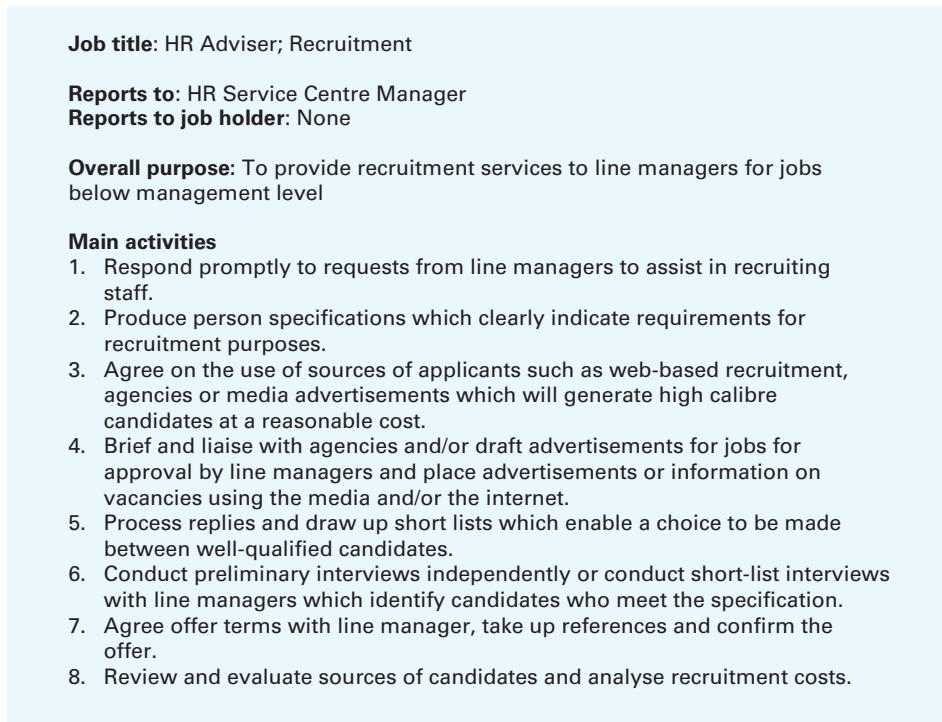 Job title: HR Adviser; Recruitment
Reports to: HR Service Centre Manager
Reports to job holder: None
Overall purpose: To provide recruitment services to line managers for jobs
below management level
Main activities
1. Respond promptly to requests from line managers to assist in recruiting
staff.
2. Produce person specifications which clearly indicate requirements for
recruitment purposes.
3. Agree on the use of sources of applicants such as web-based recruitment,
agencies or media advertisements which will generate high calibre
candidates at a reasonable cost.
4. Brief and liaise with agencies and/or draft advertisements for jobs for
approval by line managers and place advertisements or information on
vacancies using the media and/or the internet.
5. Process replies and draw up short lists which enable a choice to be made
between well-qualified candidates.
6. Conduct preliminary interviews independently or conduct short-list interviews
with line managers which identify candidates who meet the specification.
7. Agree offer terms with line manager, take up references and confirm the
offer.
8. Review and evaluate sources of candidates and analyse recruitment costs.